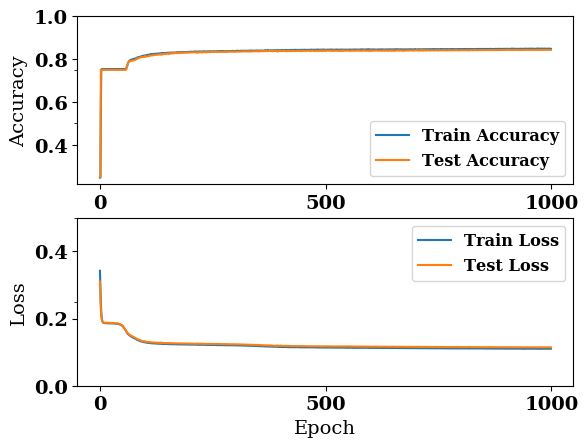 1.0
0.8
0.6
0.4
Accuracy
Train Accuracy
Test Accuracy
0 500 1000
0.4
0.2
0.0
Loss
Train Loss
Test Loss
0 500 1000
Epoch